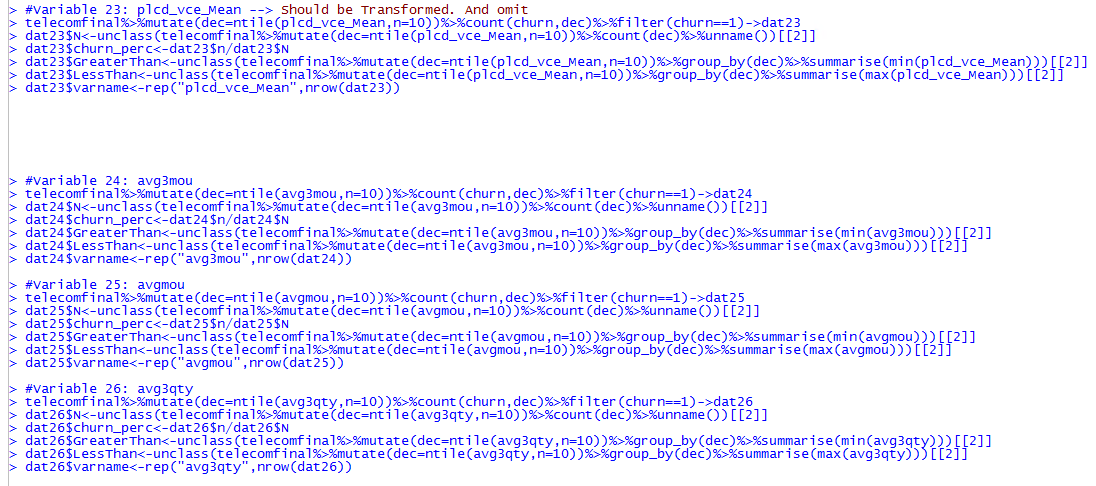 > #Variable 23: plcd_vce_Mean --> Should be Transformed. And omit
> telecomfinal%>%mutate(dec=ntile(plcd_vce_Mean,n=10))%>%count(churn,dec)%>%filter(churn==1)->dat23
> dat23$N<-unclass(telecomfinal%>%mutate(dec=ntile(plcd_vce_Mean,n=10))%>%count(dec)%>%unname())[[2]]
> dat23$churn_perc<-dat23$n/dat23$N
> dat23$GreaterThan<-unclass(telecomfinal%>%mutate(dec=ntile(plcd_vce_Mean,n=10))%>%group_by(dec)%>%summarise(min(plcd_vce_Mean)))[[2]]
> dat23$LessThan<-unclass(telecomfinal%>%mutate(dec=ntile(plcd_vce_Mean,n=10))%>%group_by(dec)%>%summarise(max(plcd_vce_Mean)))[[2]]
> dat23$varname<-rep("plcd_vce_Mean",nrow(dat23))
> #Variable 24: avg3mou
> telecomfinal%>%mutate(dec=ntile(avg3mou,n=10))%>%count(churn,dec)%>%filter(churn==1)->dat24
> dat24$N<-unclass(telecomfinal%>%mutate(dec=ntile(avg3mou,n=10))%>%count(dec)%>%unname())[[2]]
> dat24$churn_perc<-dat24$n/dat24$N
> dat24$GreaterThan<-unclass(telecomfinal%>%mutate(dec=ntile(avg3mou,n=10))%>%group_by(dec)%>%summarise(min(avg3mou)))[[2]]
> dat24$LessThan<-unclass(telecomfinal%>%mutate(dec=ntile(avg3mou,n=10))%>%group_by(dec)%>%summarise(max(avg3mou)))[[2]]
> dat24$varname<-rep("avg3mou",nrow(dat24))
> #Variable 25: avgmou
> telecomfinal%>%mutate(dec=ntile(avgmou,n=10))%>%count(churn,dec)%>%filter(churn==1)->dat25
> dat25$N<-unclass(telecomfinal%>%mutate(dec=ntile(avgmou,n=10))%>%count(dec)%>%unname())[[2]]
> dat25$churn_perc<-dat25$n/dat25$N
> dat25$GreaterThan<-unclass(telecomfinal%>%mutate(dec=ntile(avgmou,n=10))%>%group_by(dec)%>%summarise(min(avgmou)))[[2]]
> dat25$LessThan<-unclass(telecomfinal%>%mutate(dec=ntile(avgmou,n=10))%>%group_by(dec)%>%summarise(max(avgmou)))[[2]]
> dat25$varname<-rep("avgmou",nrow(dat25))
> #Variable 26: avg3qty
> telecomfinal%>%mutate(dec=ntile(avg3qty,n=10))%>%count(churn,dec)%>%filter(churn==1)->dat26
> dat26$N<-unclass(telecomfinal%>%mutate(dec=ntile(avg3qty,n=10))%>%count(dec)%>%unname())[[2]]
> dat26$churn_perc<-dat26$n/dat26$N
> dat26$GreaterThan<-unclass(telecomfinal%>%mutate(dec=ntile(avg3qty,n=10))%>%group_by(dec)%>%summarise(min(avg3qty)))[[2]]
> dat26$LessThan<-unclass(telecomfinal%>%mutate(dec=ntile(avg3qty,n=10))%>%group_by(dec)%>%summarise(max(avg3qty)))[[2]]
> dat26$varname<-rep("avg3qty",nrow(dat26))